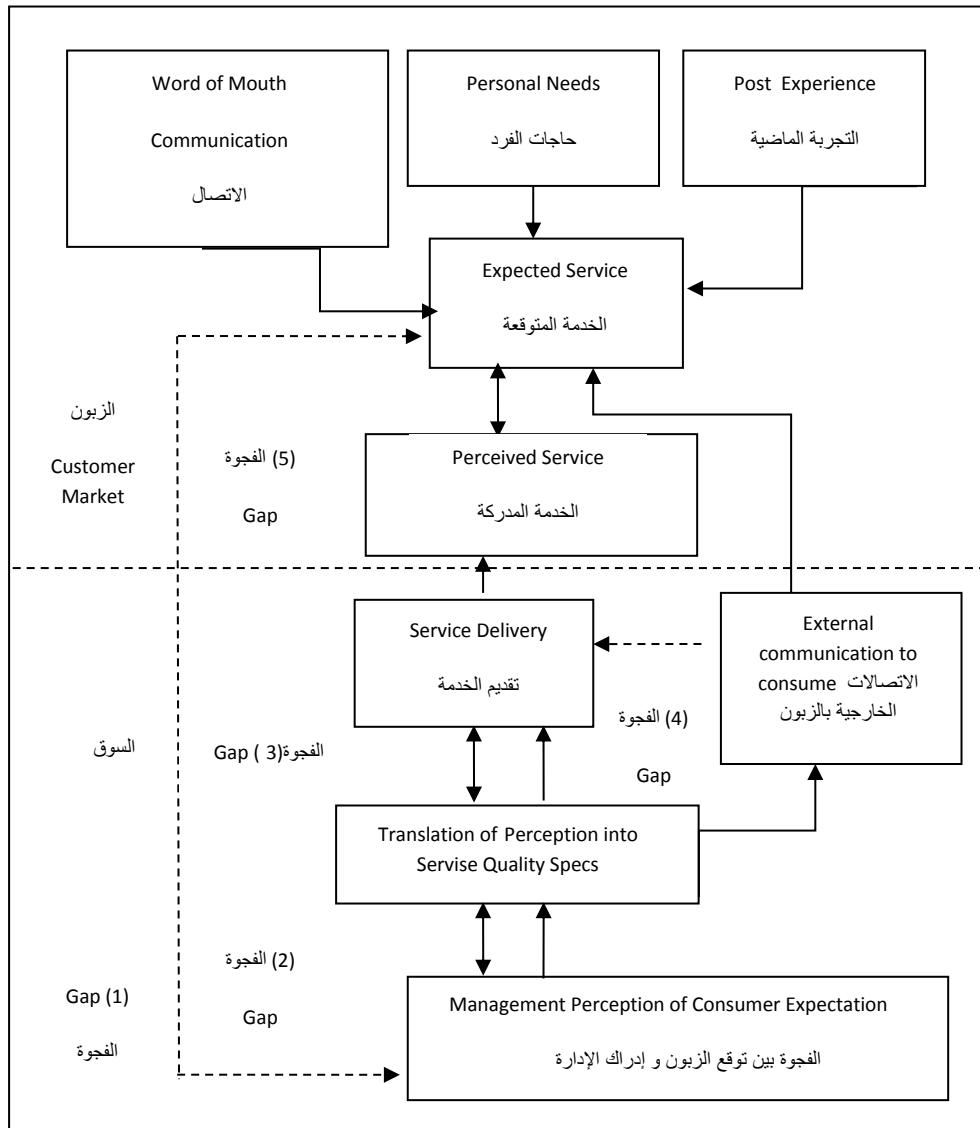 Word of Mouth
Communication
الاتصال
Personal Needs
حاجات الفرد
Post Experience
التجربة الماضية
Expected Service
الخدمة المتوقعة
الزبون
Customer
Market
الفجوة (5)
Gap
Perceived Service
الخدمة المدركة
Service Delivery
تقديم الخدمة
External
communication to
consume الاتصالات
الخارجية بالزبون
السوق
Gap ( 3)الفجوة
الفجوة (4)
Gap
Translation of Perception into
Servise Quality Specs
الفجوة (2)
Gap
Gap (1)
الفجوة
Management Perception of Consumer Expectation
الفجوة بين توقع الزبون و إدراك الإدارة